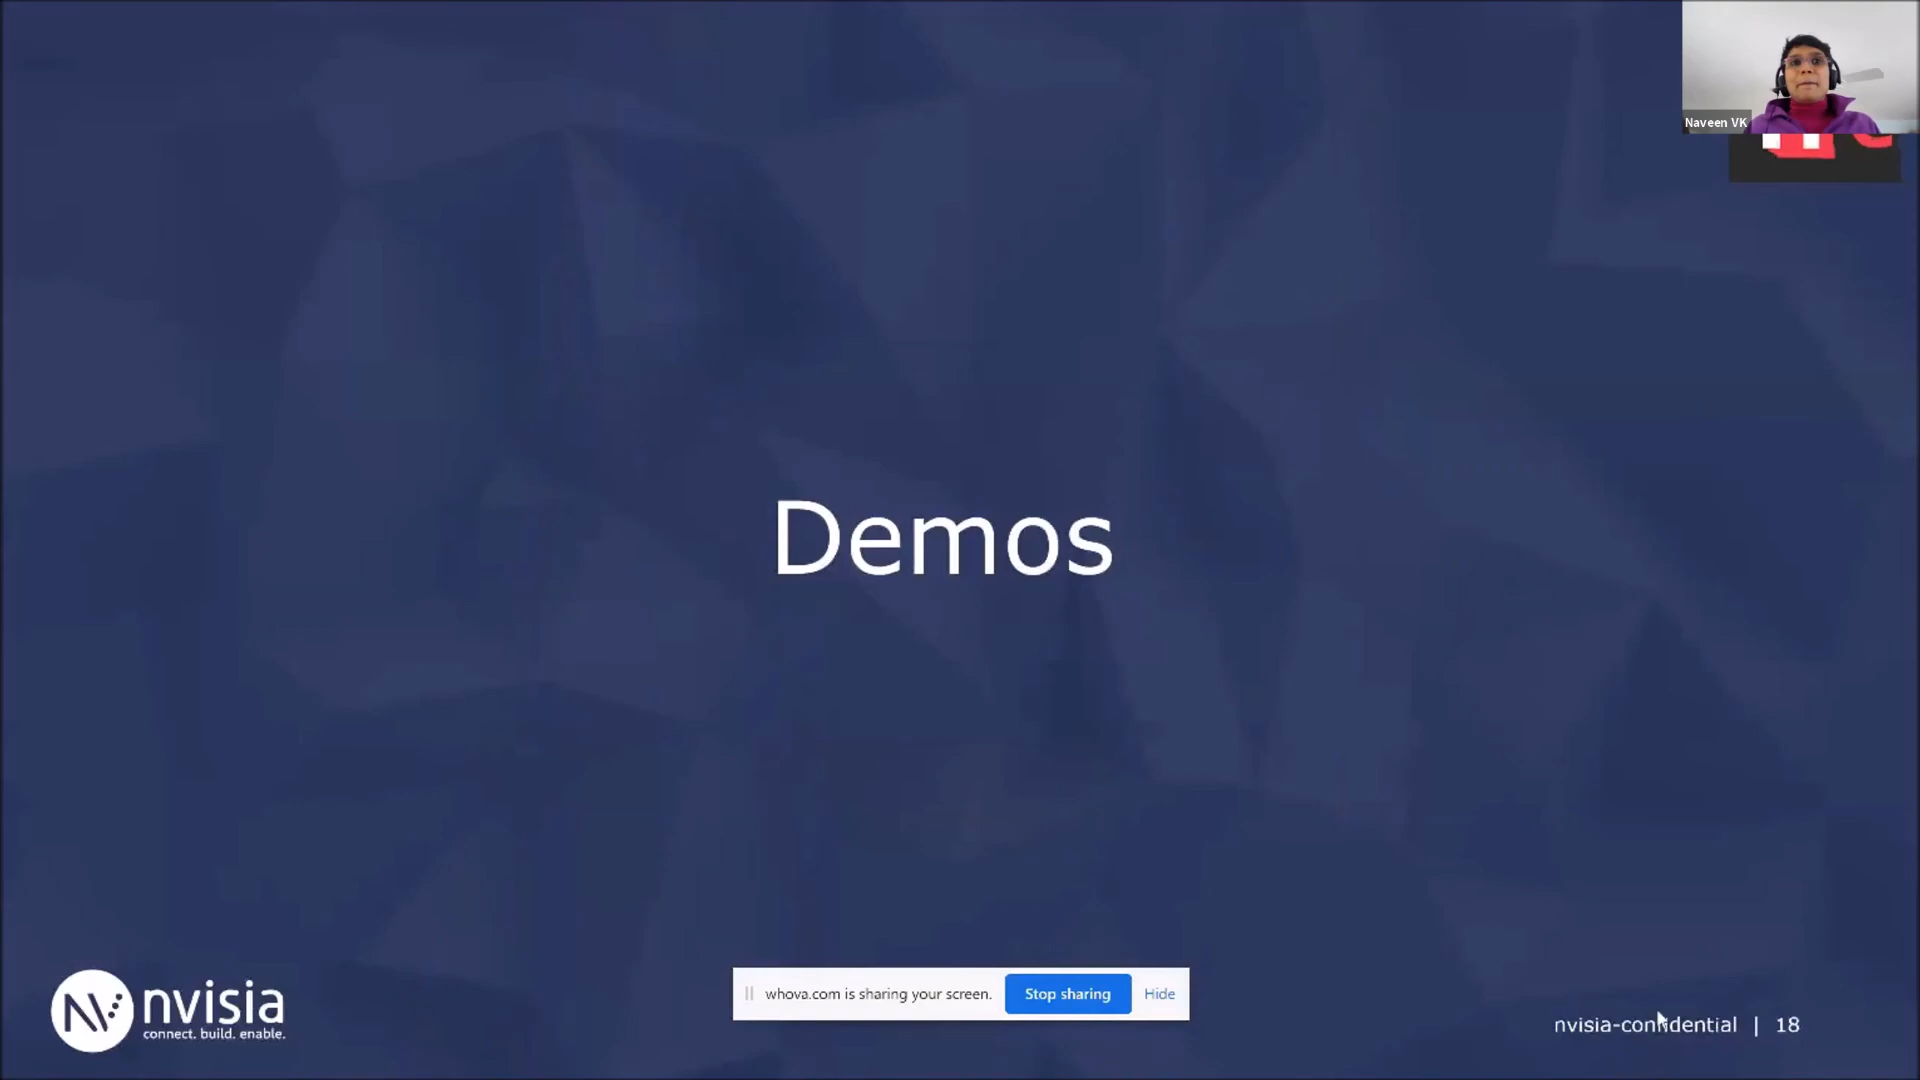 Naveen VK
Demos
nvisia
connect. build. enable.
whova.com is sharing your screen.
Stop sharing
Hide
nvisia-confidential | 18